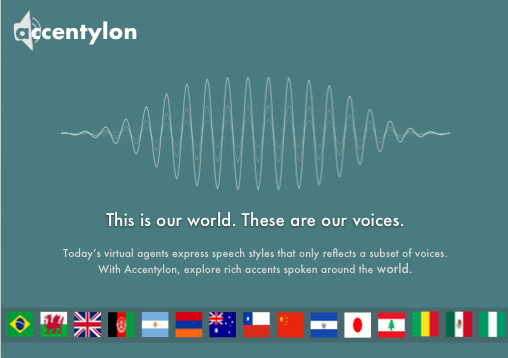 accentylon
This is our world. These are our voices.
Today's virtual agents express speech styles that only reflects a subset of voices.
With Accentylon, explore rich accents spoken around the world.